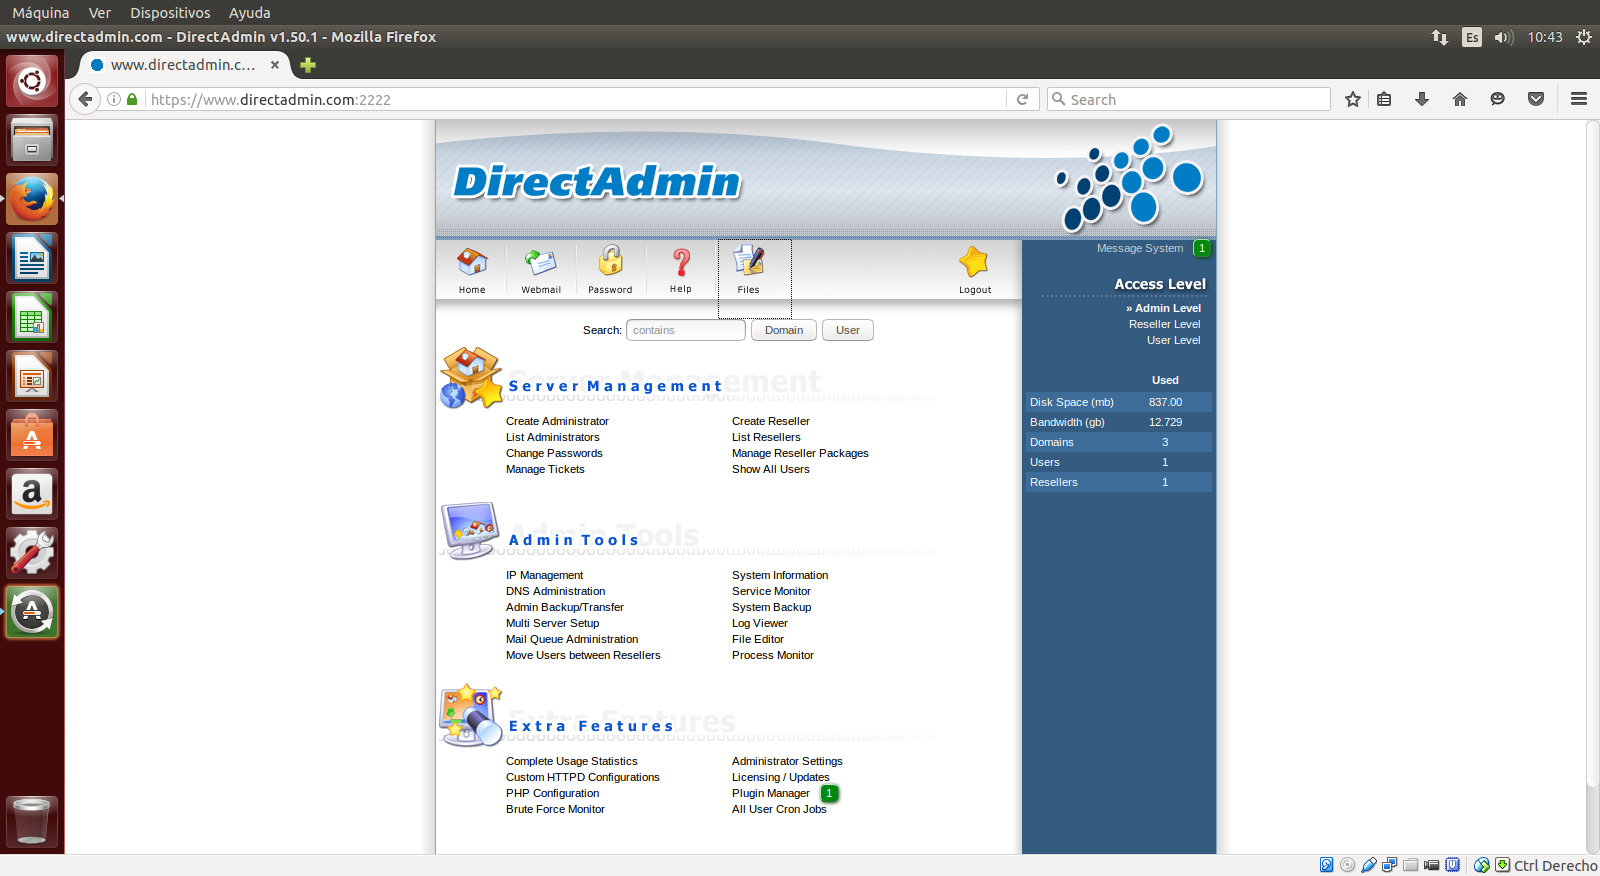 Máquina Ver Dispositivos Ayuda
www.directadmin.com - DirectAdmin v1.50.1 - Mozilla Firefox
Es 10:43
www.directadmin.c...
https://www.directadmin.com:2222
Search
DirectAdmin
Home Webmail Password Help Files Logout
Message System 1
Access Level
» Admin Level
Reseller Level
User Level
Used
Disk Space (mb) 837.00
Bandwidth (gb) 12.729
Domains 3
Users 1
Resellers 1
Search: contains Domain User
Server Management
Create Administrator Create Reseller
List Administrators List Resellers
Change Passwords Manage Reseller Packages
Manage Tickets Show All Users
Admin Tools
IP Management System Information
DNS Administration Service Monitor
Admin Backup/Transfer System Backup
Multi Server Setup Log Viewer
Mail Queue Administration File Editor
Move Users between Resellers Process Monitor
Extra Features
Complete Usage Statistics Administrator Settings
Custom HTTPD Configurations Licensing / Updates
PHP Configuration Plugin Manager 1
Brute Force Monitor All User Cron Jobs
Ctrl Derecho